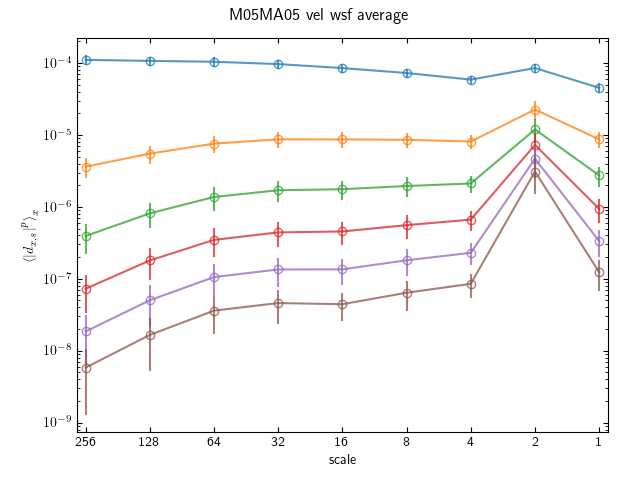 M05MA05 vel wsf average
10⁻⁴
10⁻⁵
10⁻⁶
10⁻⁷
10⁻⁸
10⁻⁹
⟨|d_{x,s}|^p⟩_x
256 128 64 32 16 8 4 2 1
scale